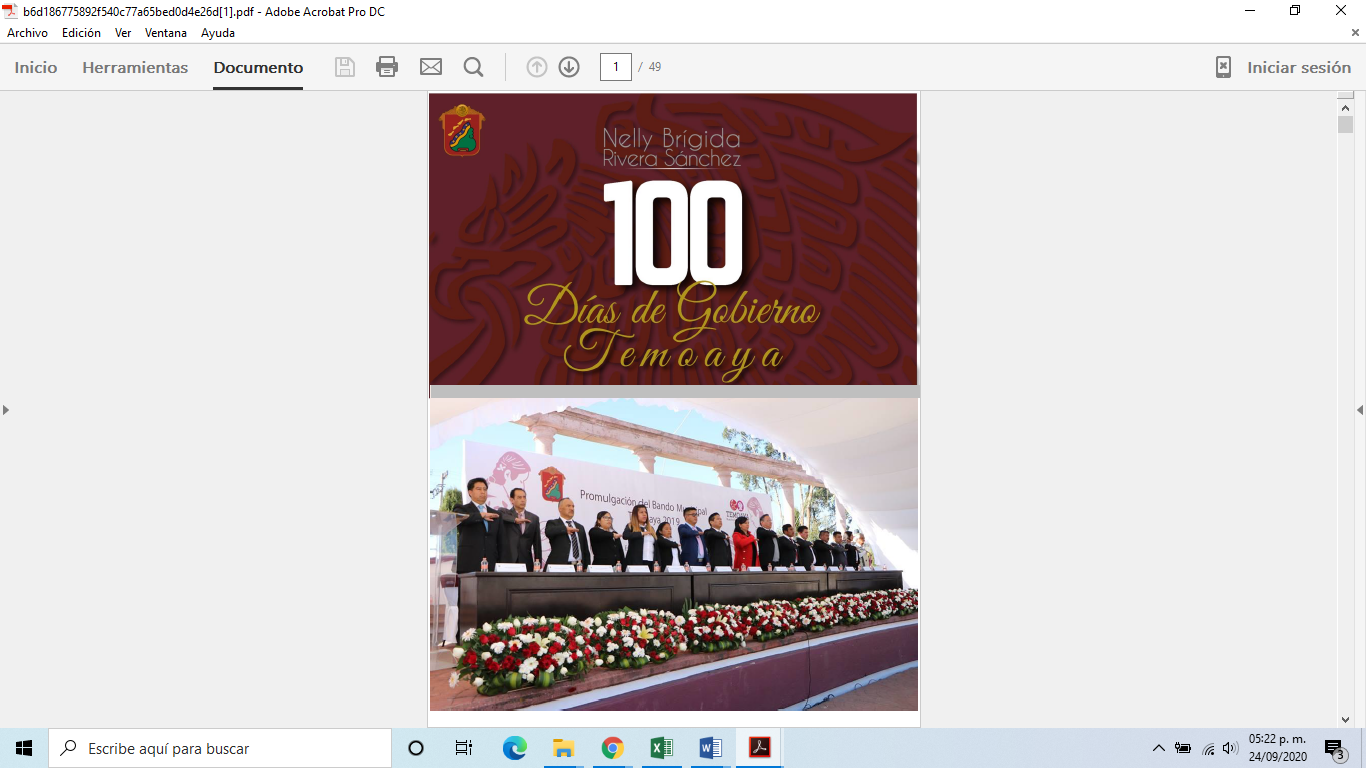 b6d186775892f540c77a65bed0d4e26d[1].pdf - Adobe Acrobat Pro DC
Archivo Edición Ver Ventana Ayuda
Inicio Herramientas Documento 1 / 49 Iniciar sesión
Nelly Brígida
Rivera Sánchez
100
Días de Gobierno
Temoaya
Promulgación del Bando Municipal
2019
Escribe aquí para buscar
05:22 p. m.
24/09/2020
3